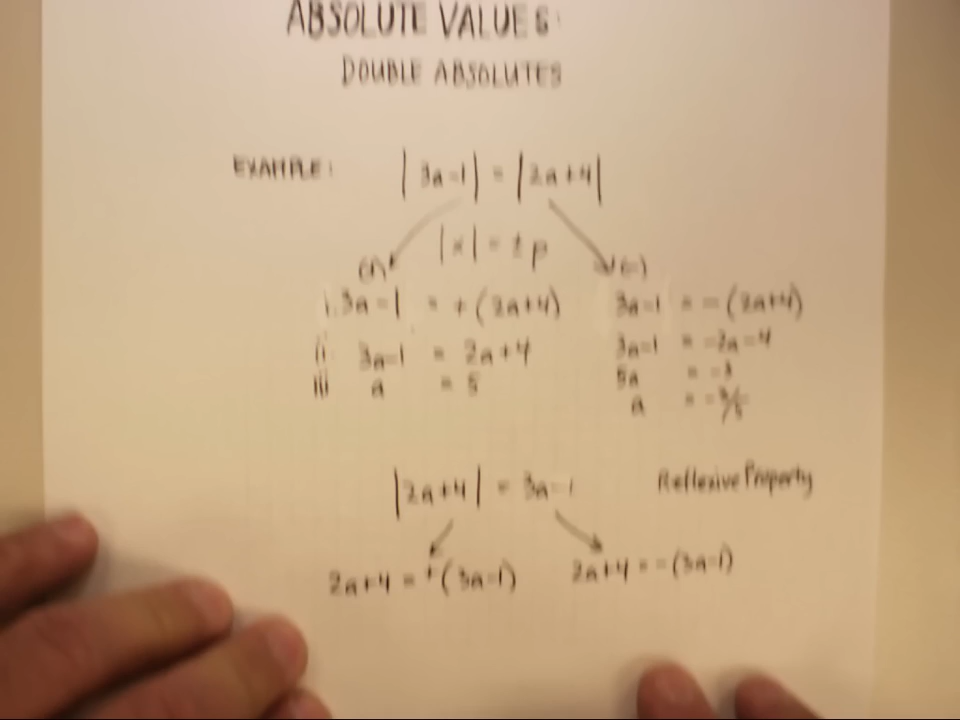 ABSOLUTE VALUES:
DOUBLE ABSOLUTES
EXAMPLE: |3a-1| = |2a+4|
|x| = ± p
(+) (-)
i. 3a-1 = +(2a+4) 3a-1 = -(2a+4)
ii 3a-1 = 2a+4 3a-1 = -2a-4
iii a = 5 5a = -3
a = -3/5
|2a+4| = 3a-1 Reflexive Property
2a+4 = +(3a-1) 2a+4 = -(3a-1)